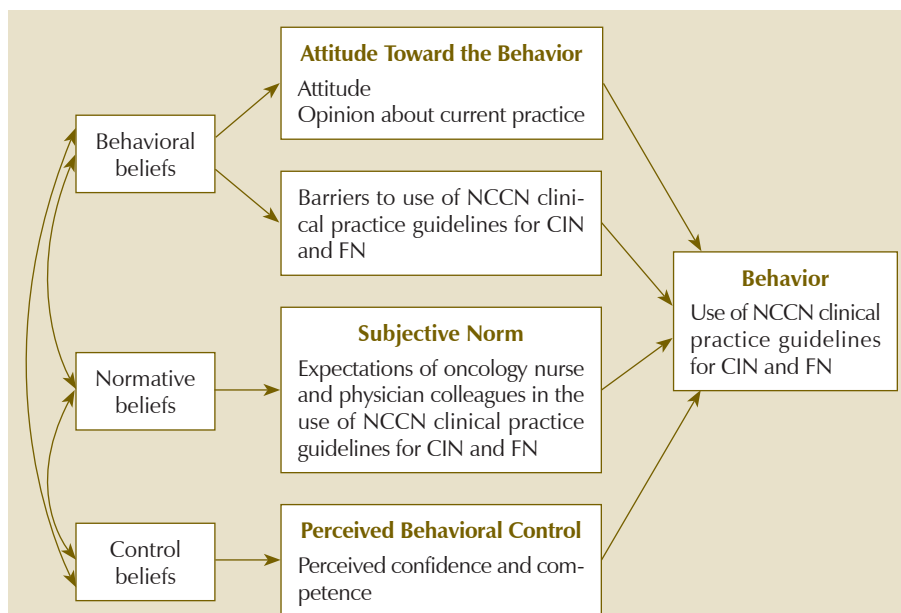 Attitude Toward the Behavior
Attitude
Opinion about current practice
Behavioral
beliefs
Barriers to use of NCCN clini-
cal practice guidelines for CIN
and FN
Behavior
Use of NCCN clinical
practice guidelines
for CIN and FN
Subjective Norm
Expectations of oncology nurse
and physician colleagues in the
use of NCCN clinical practice
guidelines for CIN and FN
Normative
beliefs
Perceived Behavioral Control
Perceived confidence and com-
petence
Control
beliefs